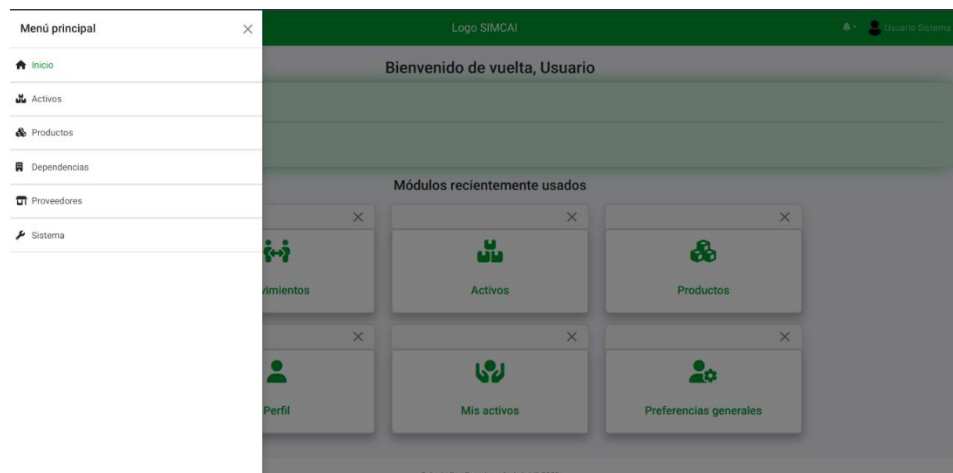 Menú principal
Logo SIMCAI
Usuario Sistema
Inicio
Bienvenido de vuelta, Usuario
Activos
Productos
Dependencias
Módulos recientemente usados
Proveedores
Sistema
vimientos
Activos
Productos
Perfil
Mis activos
Preferencias generales